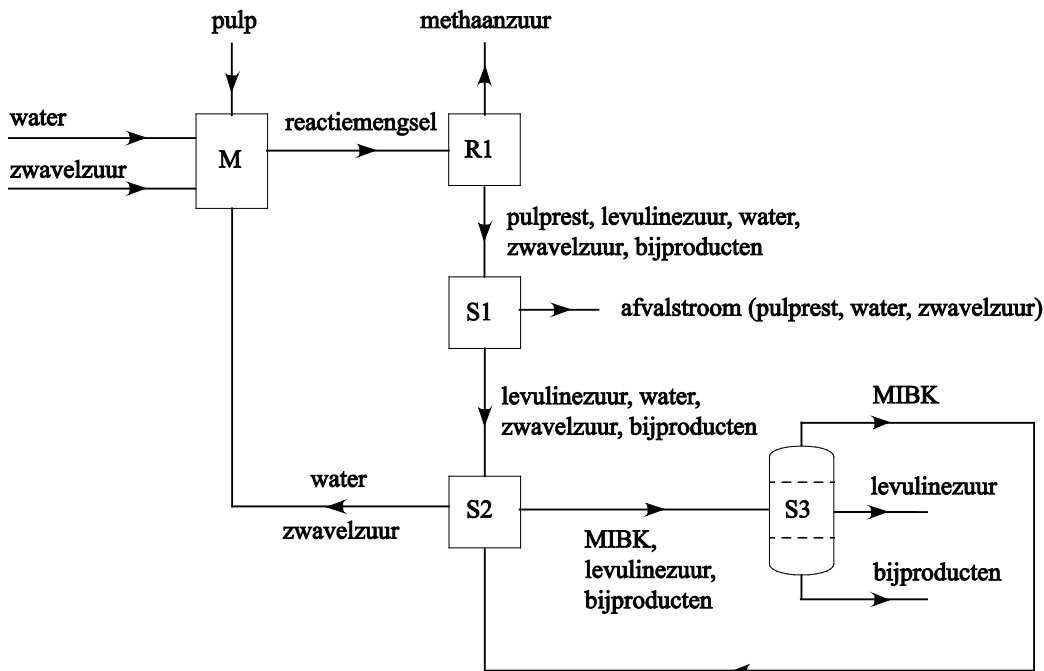 pulp
methaanzuur
water
zwavelzuur
M
reactiemengsel
R1
pulprest, levulinezuur, water,
zwavelzuur, bijproducten
S1
afvalstroom (pulprest, water, zwavelzuur)
levulinezuur, water,
zwavelzuur, bijproducten
MIBK
water
zwavelzuur
S2
MIBK,
levulinezuur,
bijproducten
S3
levulinezuur
bijproducten